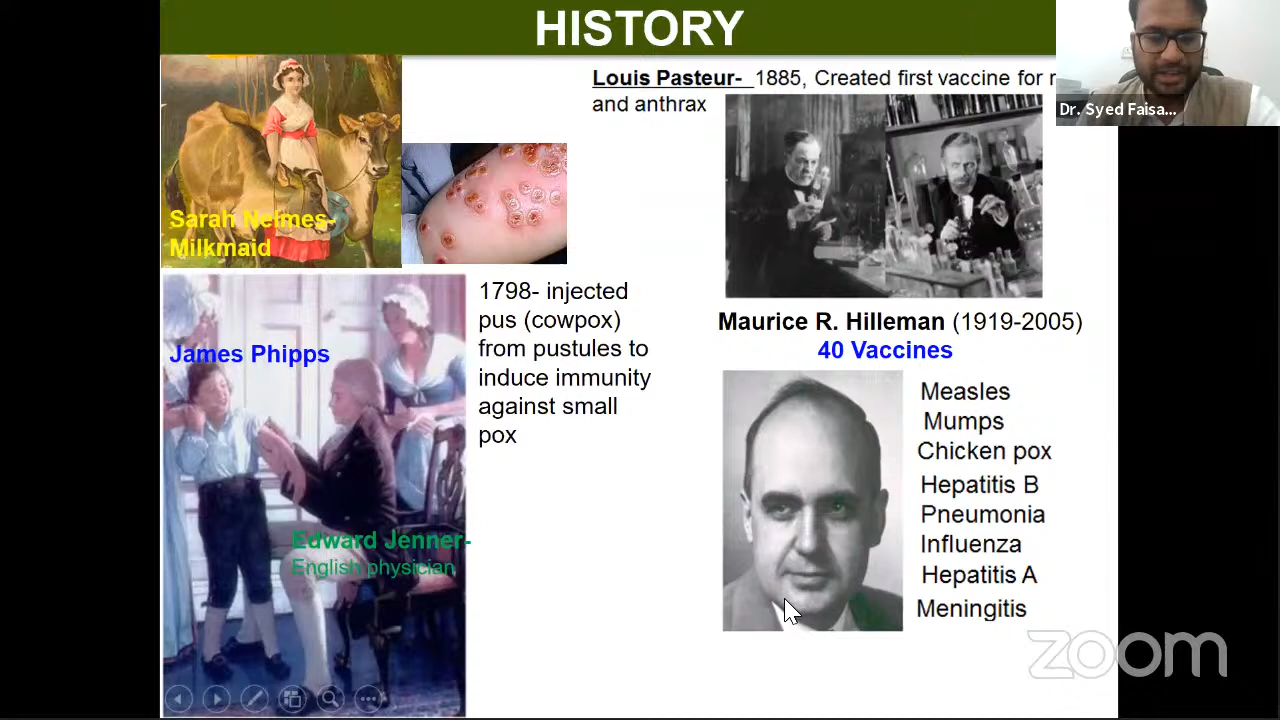 HISTORY
Louis Pasteur- 1885, Created first vaccine for
and anthrax
Dr. Syed Faisa...
Sarah Nelmes-
Milkmaid
1798- injected
pus (cowpox)
from pustules to
induce immunity
against small
pox
James Phipps
Edward Jenner-
English physician
Maurice R. Hilleman (1919-2005)
40 Vaccines
Measles
Mumps
Chicken pox
Hepatitis B
Pneumonia
Influenza
Hepatitis A
Meningitis
zoom